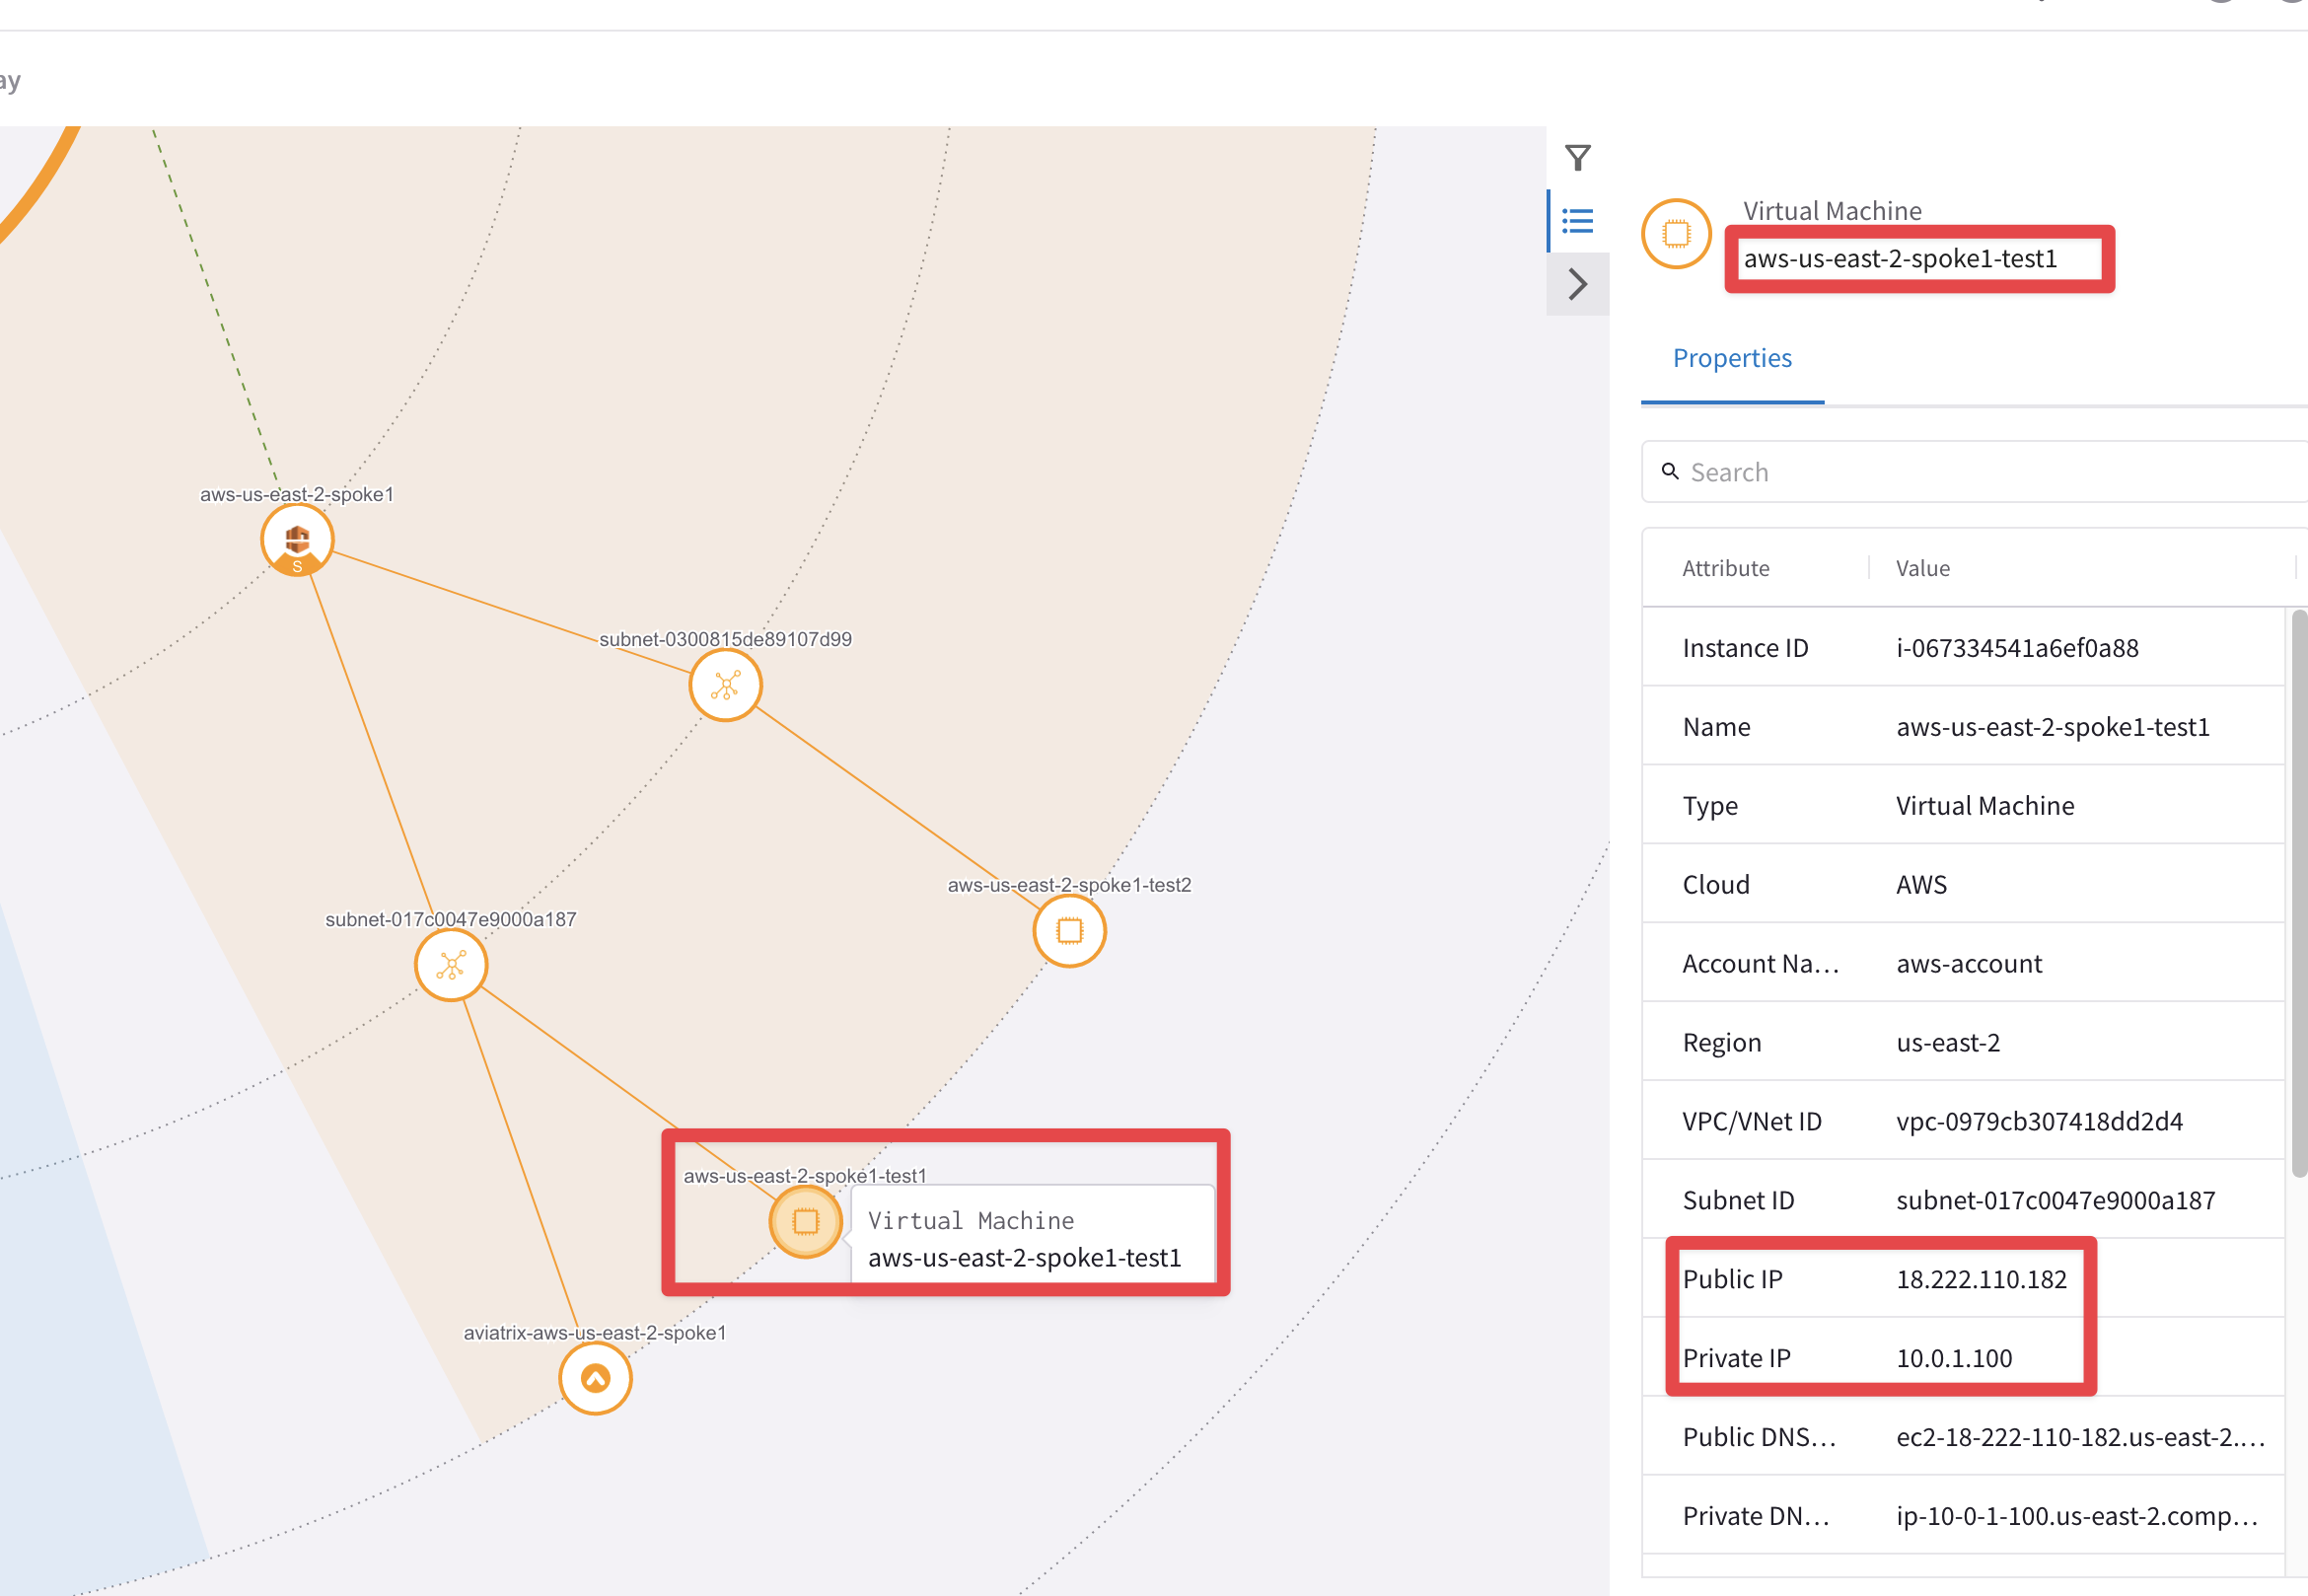 ay
aws-us-east-2-spoke1
S
subnet-0300815de89107d99
aws-us-east-2-spoke1-test2
subnet-017c0047e9000a187
aws-us-east-2-spoke1-test1
Virtual Machine
aws-us-east-2-spoke1-test1
aviatrix-aws-us-east-2-spoke1
Virtual Machine
aws-us-east-2-spoke1-test1
Properties
Search
Attribute Value
Instance ID i-067334541a6ef0a88
Name aws-us-east-2-spoke1-test1
Type Virtual Machine
Cloud AWS
Account Na... aws-account
Region us-east-2
VPC/VNet ID vpc-0979cb307418dd2d4
Subnet ID subnet-017c0047e9000a187
Public IP 18.222.110.182
Private IP 10.0.1.100
Public DNS... ec2-18-222-110-182.us-east-2....
Private DN... ip-10-0-1-100.us-east-2.comp...